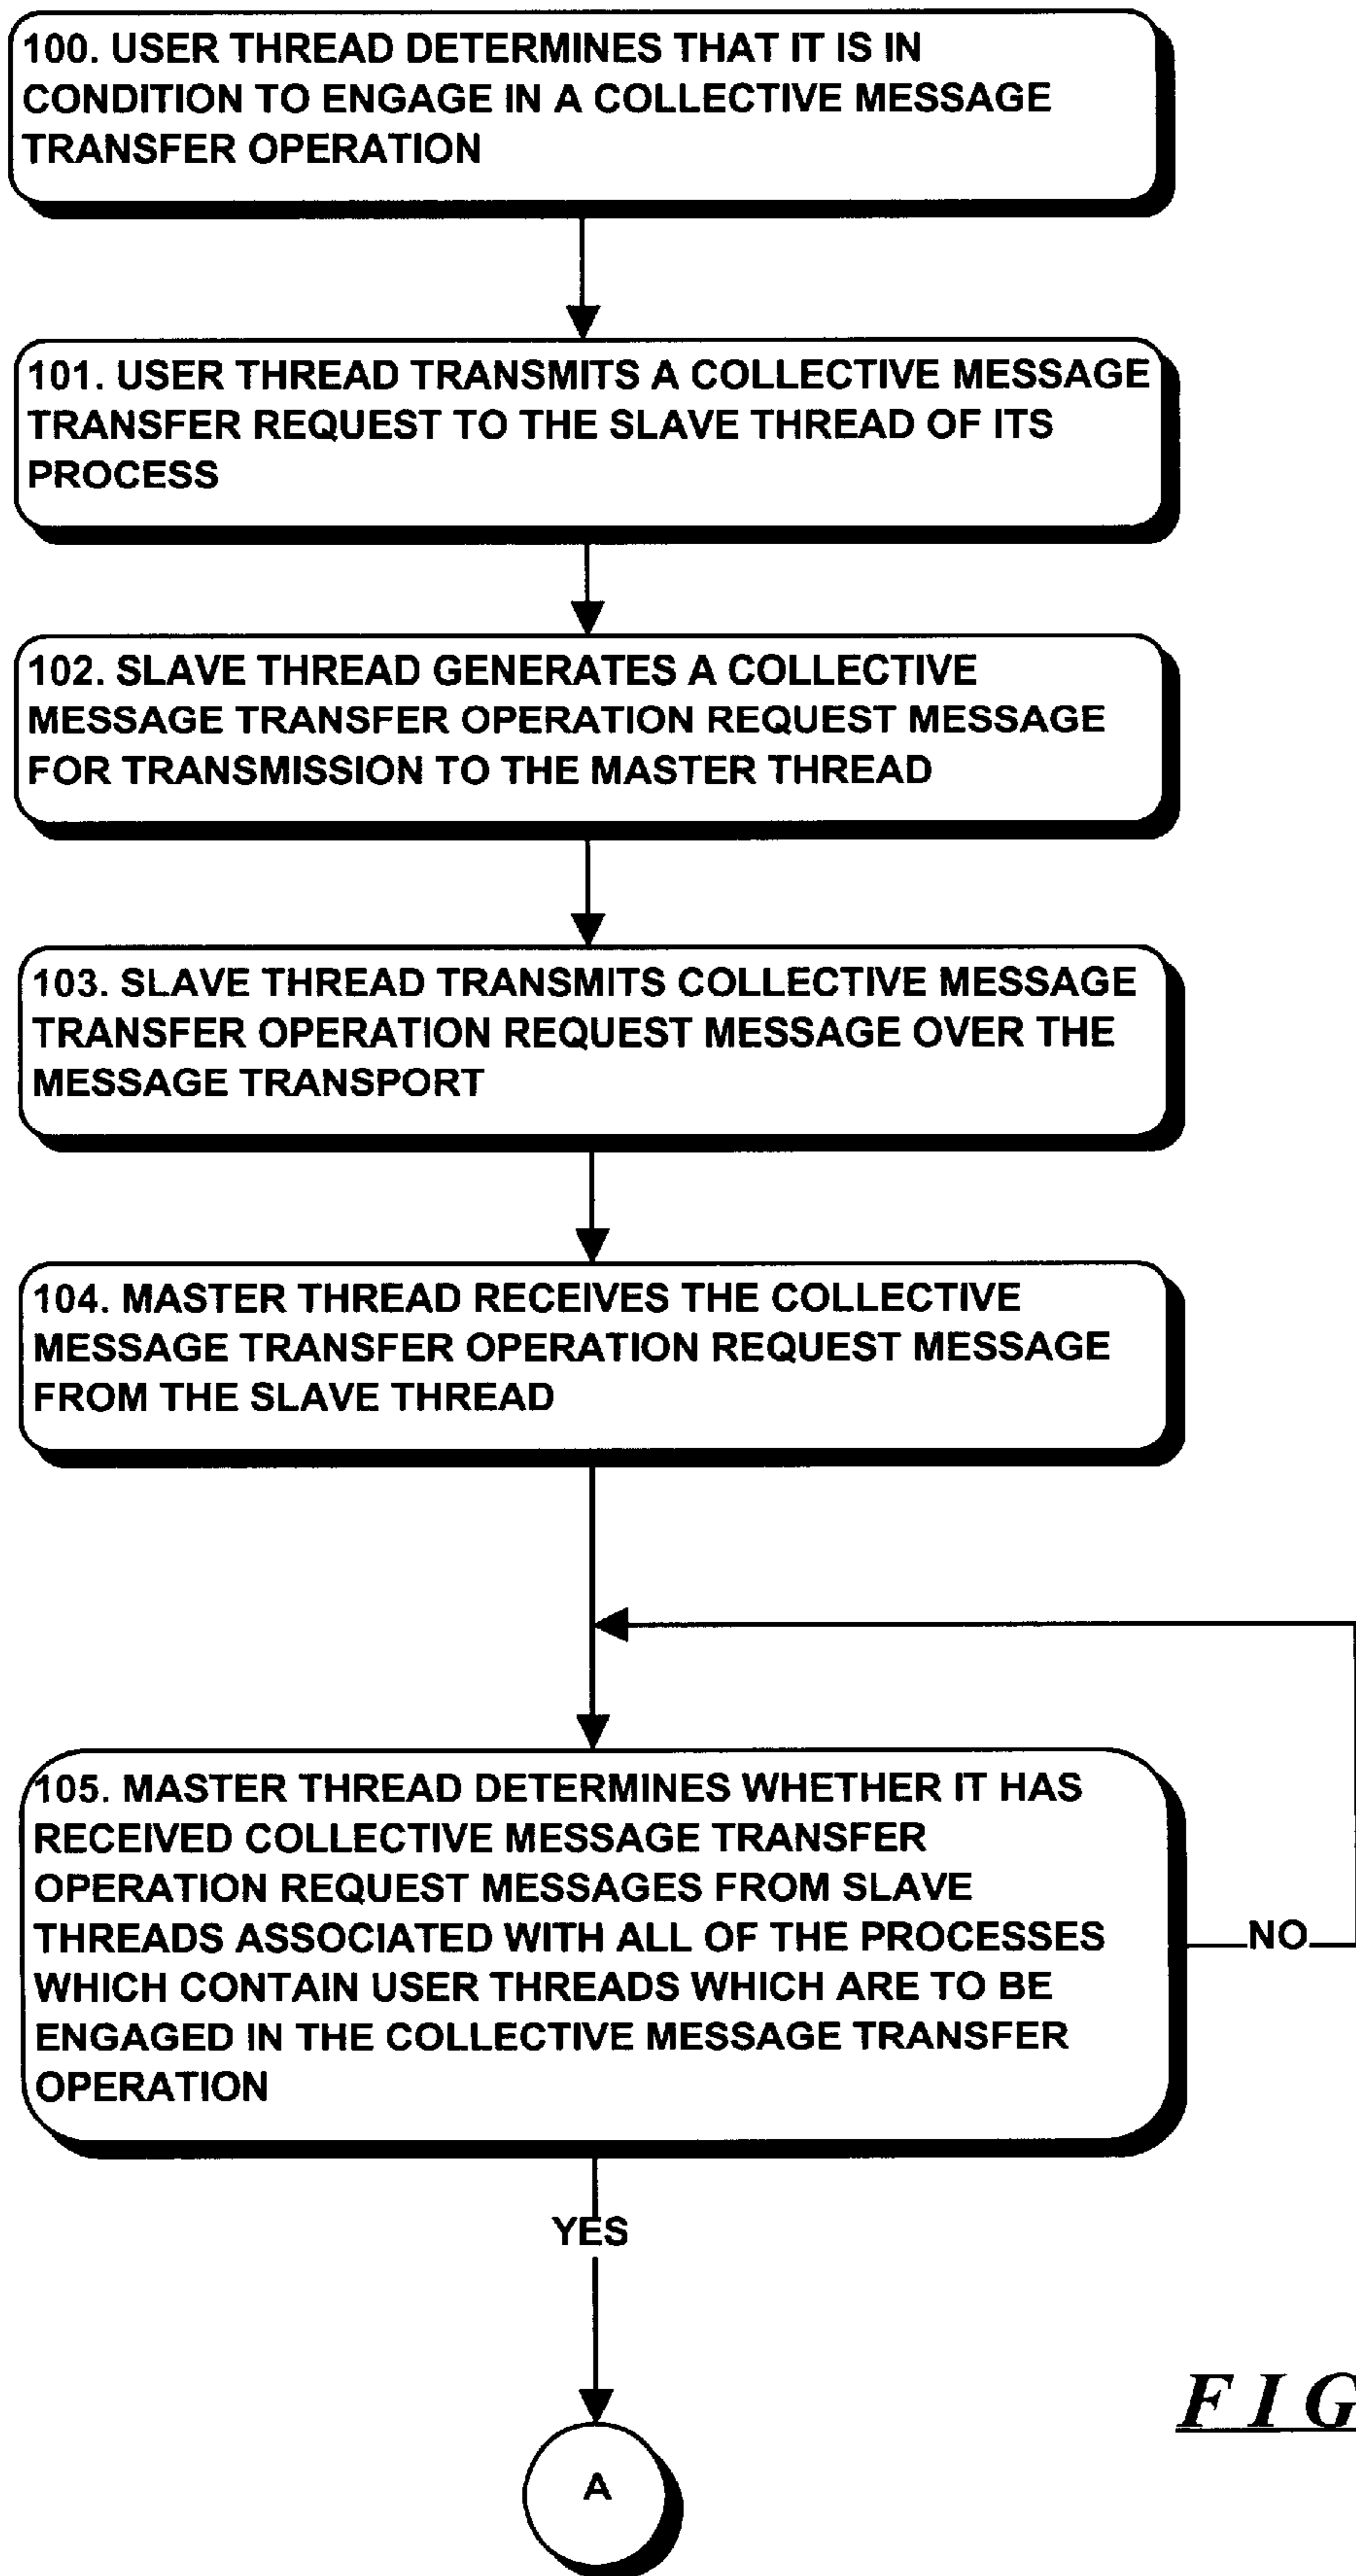 100. USER THREAD DETERMINES THAT IT IS IN
CONDITION TO ENGAGE IN A COLLECTIVE MESSAGE
TRANSFER OPERATION
101. USER THREAD TRANSMITS A COLLECTIVE MESSAGE
TRANSFER REQUEST TO THE SLAVE THREAD OF ITS
PROCESS
102. SLAVE THREAD GENERATES A COLLECTIVE
MESSAGE TRANSFER OPERATION REQUEST MESSAGE
FOR TRANSMISSION TO THE MASTER THREAD
103. SLAVE THREAD TRANSMITS COLLECTIVE MESSAGE
TRANSFER OPERATION REQUEST MESSAGE OVER THE
MESSAGE TRANSPORT
104. MASTER THREAD RECEIVES THE COLLECTIVE
MESSAGE TRANSFER OPERATION REQUEST MESSAGE
FROM THE SLAVE THREAD
105. MASTER THREAD DETERMINES WHETHER IT HAS
RECEIVED COLLECTIVE MESSAGE TRANSFER
OPERATION REQUEST MESSAGES FROM SLAVE
THREADS ASSOCIATED WITH ALL OF THE PROCESSES
WHICH CONTAIN USER THREADS WHICH ARE TO BE
ENGAGED IN THE COLLECTIVE MESSAGE TRANSFER
OPERATION
NO
YES
A
FIG